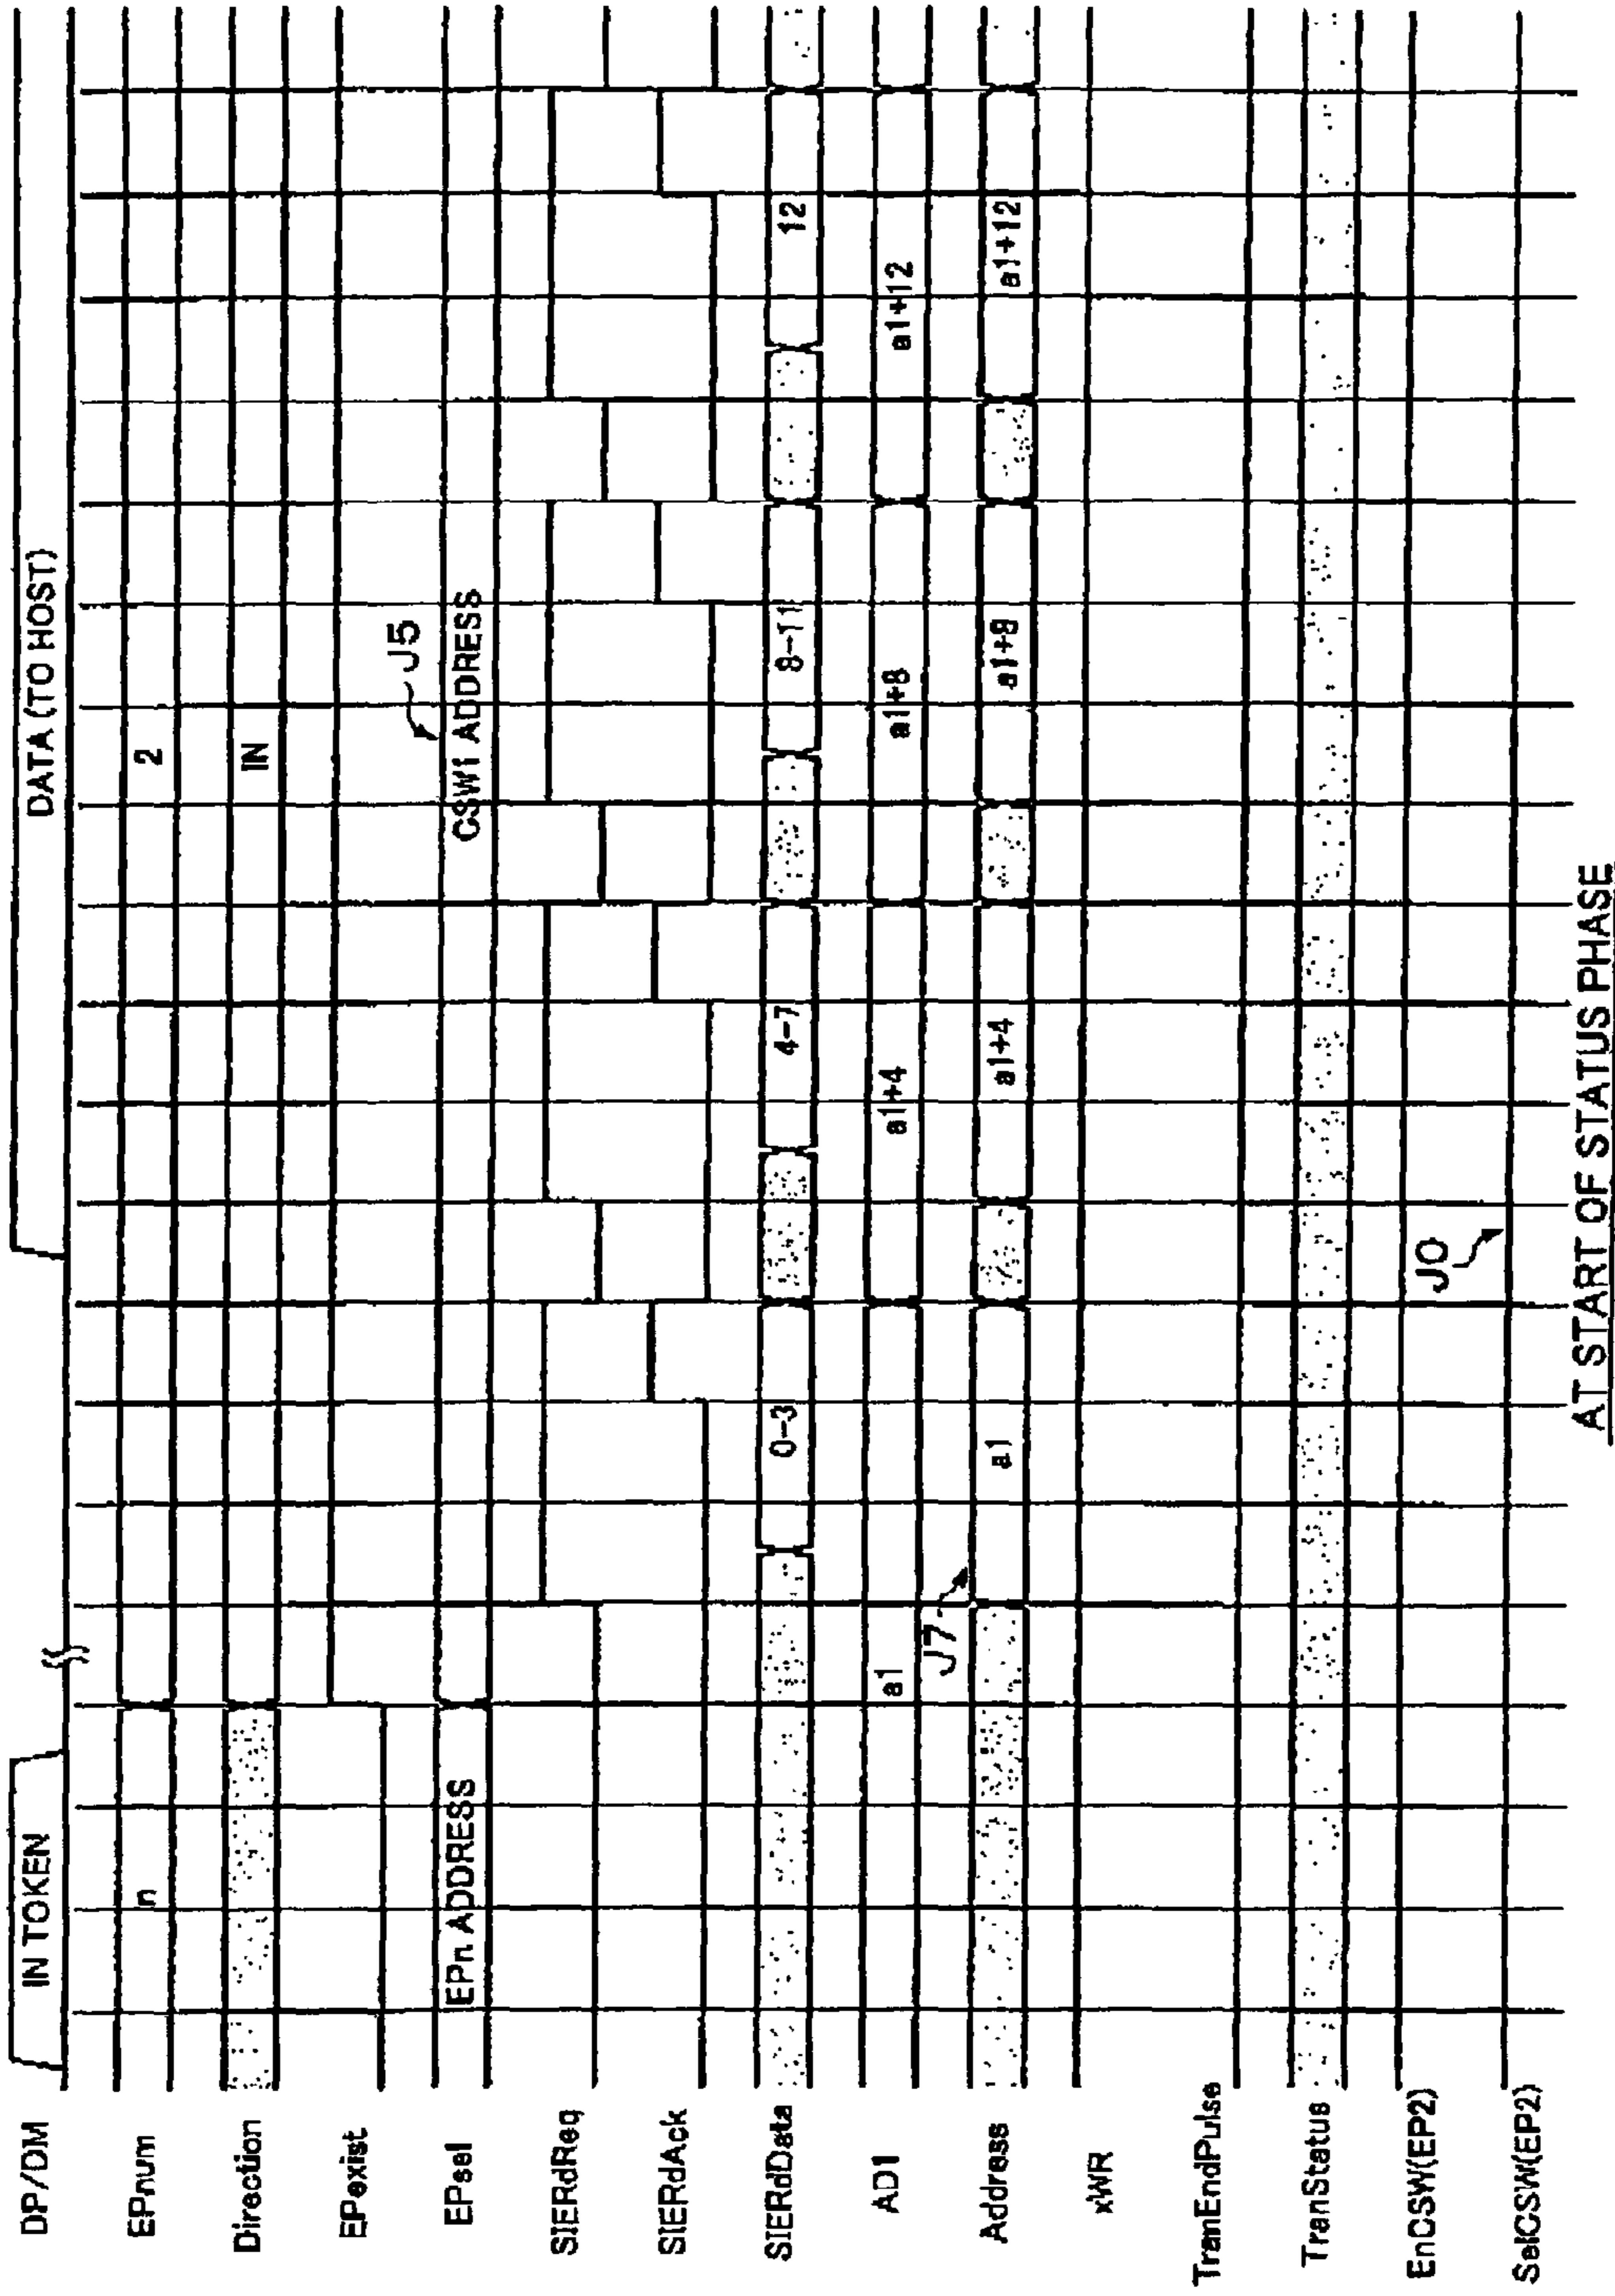 DP/DM IN TOKEN DATA (TO HOST)
EPnum n 2
Direction IN
EPexist
J5
EPsel EPn ADDRESS CSW1 ADDRESS
SIERdReq
SIERdAck
SIERdData 0-3 4-7 8-11 12
AD1 a1 a1+4 a1+8 a1+12
J7
Address a1 a1+4 a1+8 a1+12
xWR
TranEndPulse
TranStatus
EnCSW(EP2)
J0
SelCSW(EP2)
AT START OF STATUS PHASE